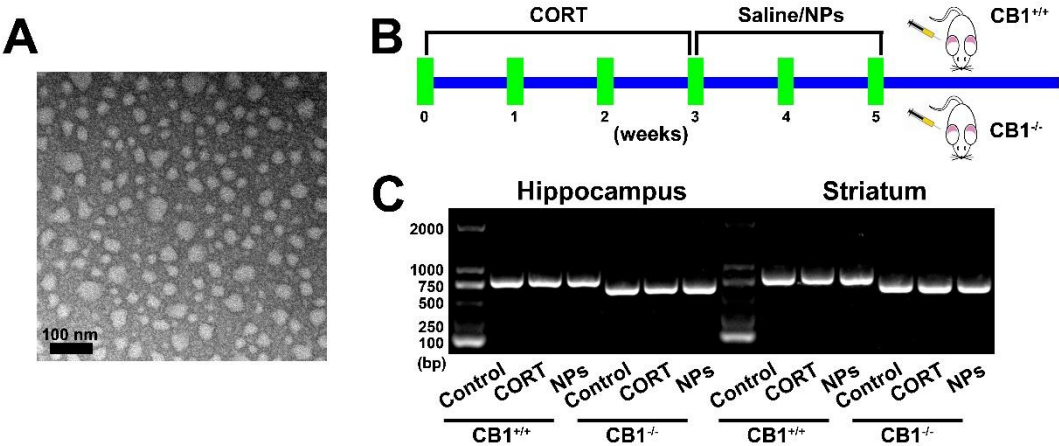 A
100 nm
B
CORT
Saline/NPs
CB1+/+
0 1 2 3 4 5
(weeks)
CB1-/-
C
Hippocampus
Striatum
2000
1000
750
500
250
100
(bp)
Control CORT NPs Control CORT NPs Control CORT NPs Control CORT NPs
CB1+/+ CB1-/- CB1+/+ CB1-/-